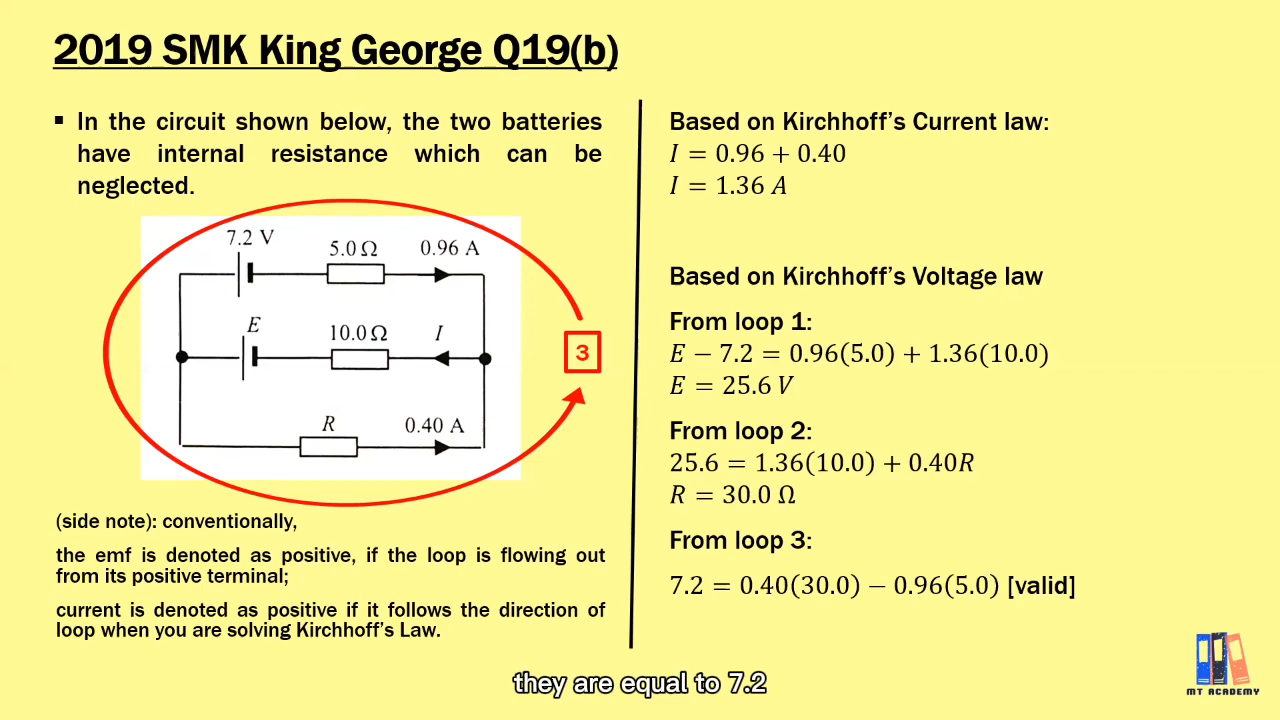 2019 SMK King George Q19(b)
▪ In the circuit shown below, the two batteries
have internal resistance which can be
neglected.
7.2 V
5.0 Ω
0.96 A
E
10.0 Ω
I
R
0.40 A
3
(side note): conventionally,
the emf is denoted as positive, if the loop is flowing out
from its positive terminal;
current is denoted as positive if it follows the direction of
loop when you are solving Kirchhoff's Law.
Based on Kirchhoff's Current law:
I = 0.96 + 0.40
I = 1.36 A
Based on Kirchhoff's Voltage law
From loop 1:
E − 7.2 = 0.96(5.0) + 1.36(10.0)
E = 25.6 V
From loop 2:
25.6 = 1.36(10.0) + 0.40R
R = 30.0 Ω
From loop 3:
7.2 = 0.40(30.0) − 0.96(5.0) [valid]
MT ACADEMY
they are equal to 7.2